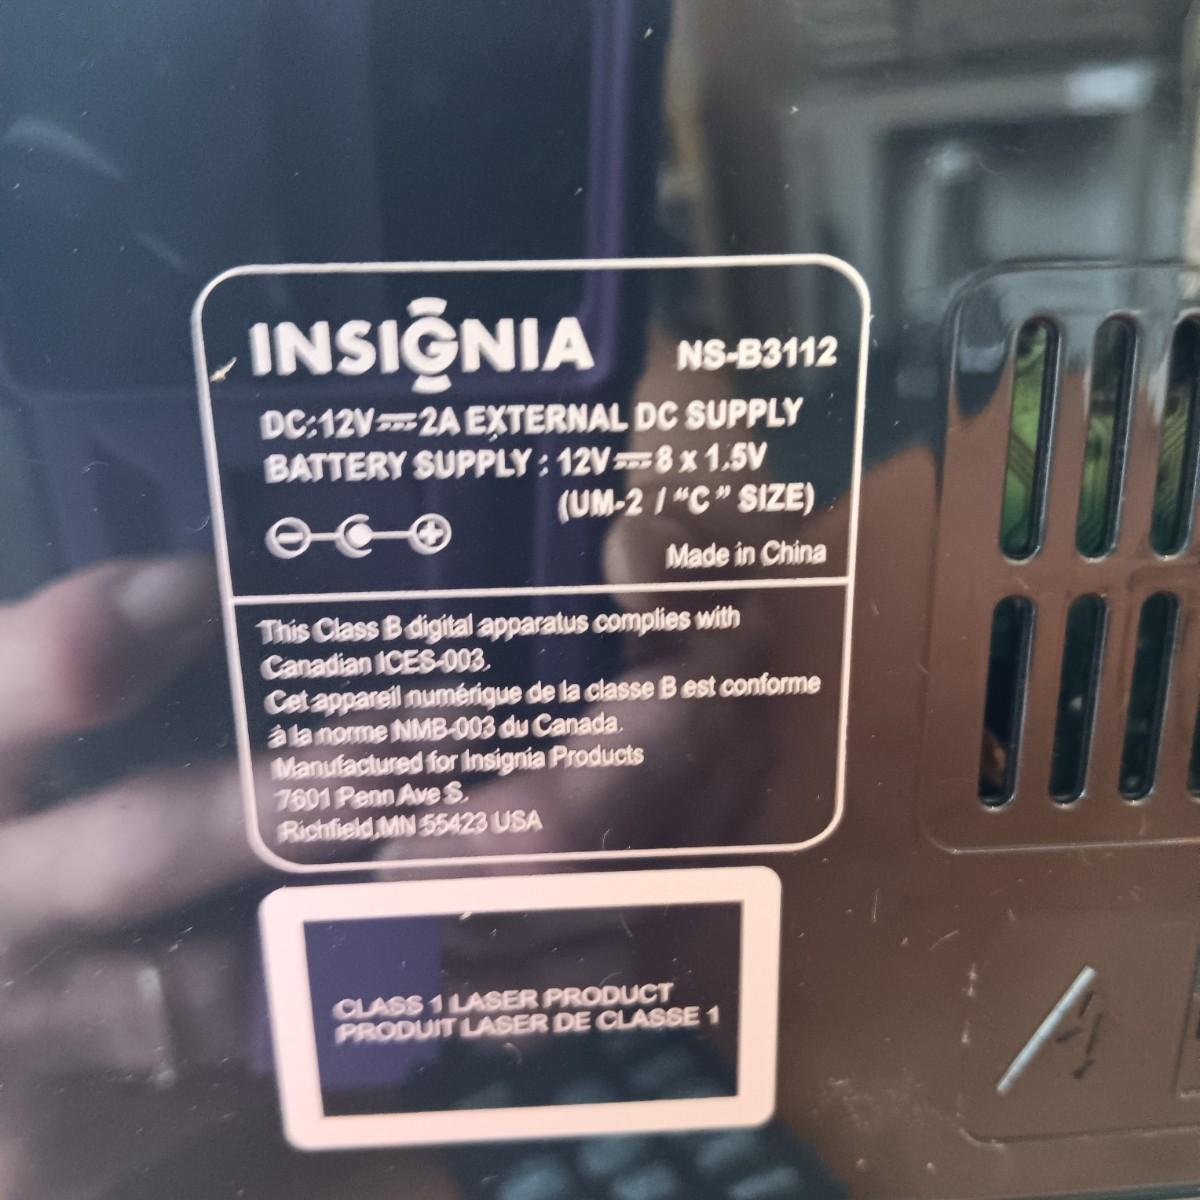 INSIGNIA NS-B3112
DC:12V⎓2A EXTERNAL DC SUPPLY
BATTERY SUPPLY : 12V⎓8 x 1.5V
(UM-2 / “C” SIZE)
Made in China
This Class B digital apparatus complies with
Canadian ICES-003.
Cet appareil numérique de la classe B est conforme
à la norme NMB-003 du Canada.
Manufactured for Insignia Products
7601 Penn Ave S.
Richfield,MN 55423 USA
CLASS 1 LASER PRODUCT
PRODUIT LASER DE CLASSE 1